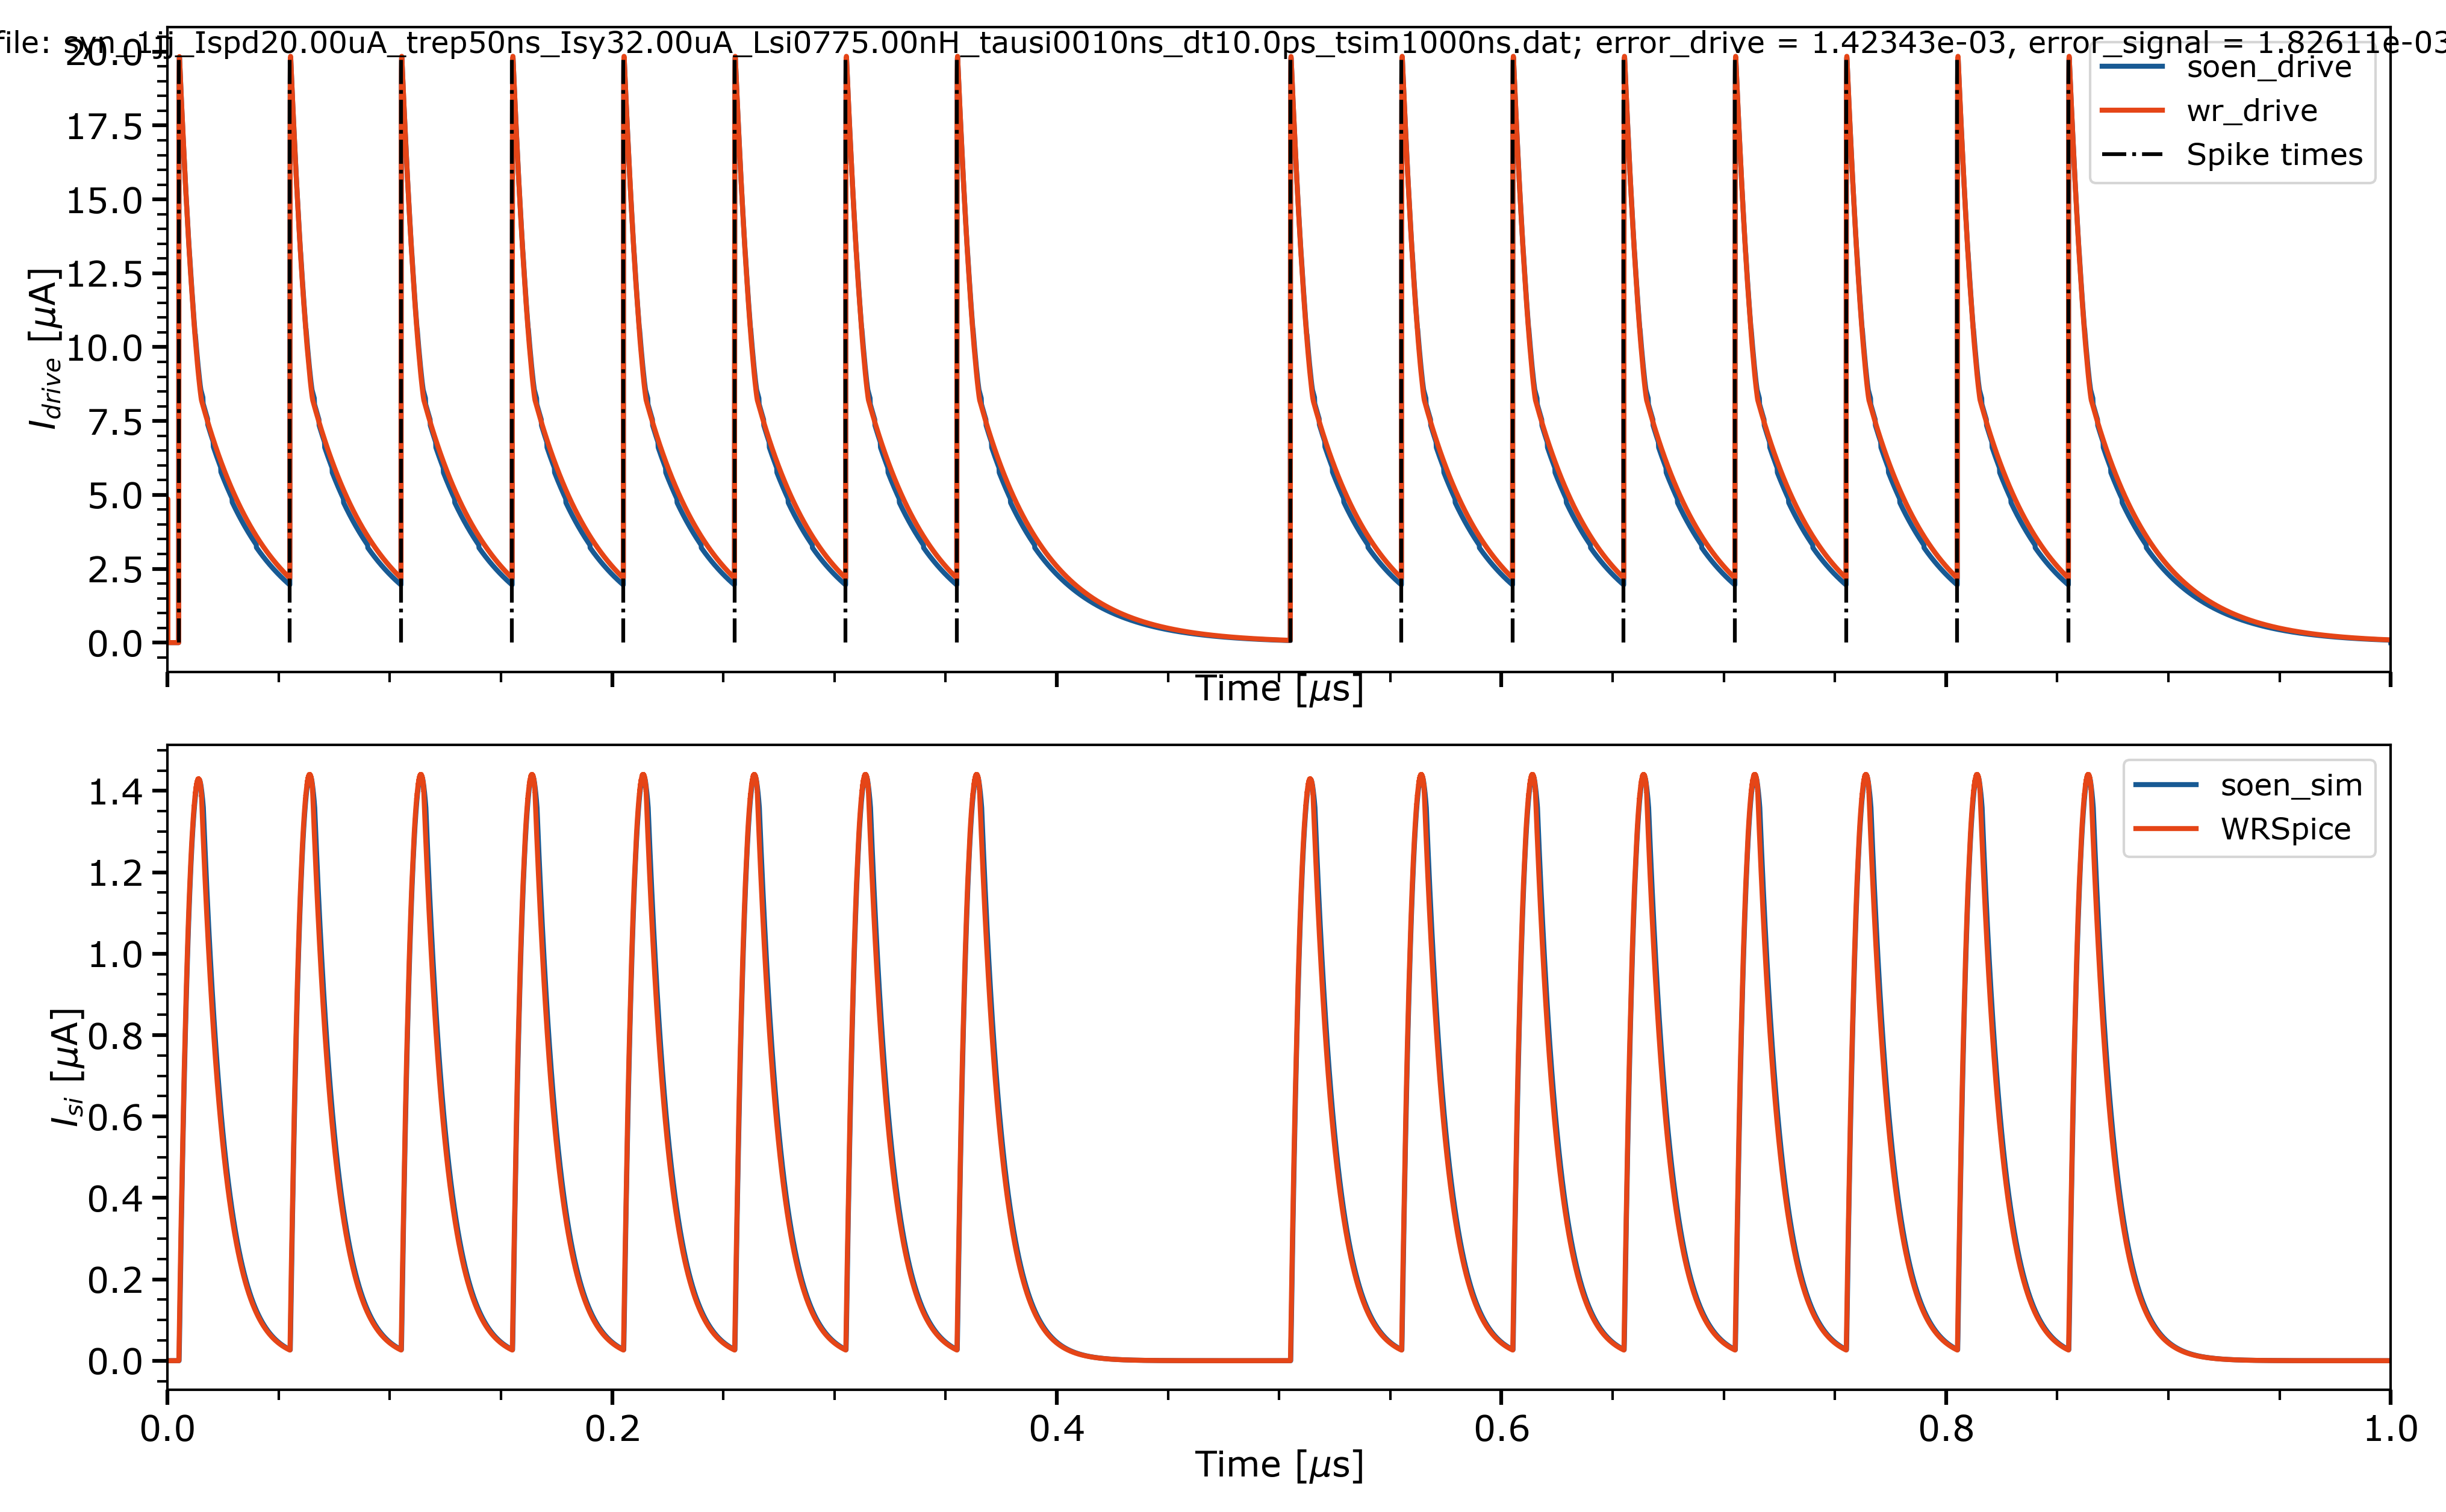 file: syn_1jj_Ispd20.00uA_trep50ns_Isy32.00uA_Lsi0775.00nH_tausi0010ns_dt10.0ps_tsim1000ns.dat; error_drive = 1.42343e-03, error_signal = 1.82611e-03
20.0
17.5
15.0
12.5
10.0
7.5
5.0
2.5
0.0
I_drive [μA]
soen_drive
wr_drive
Spike times
Time [μs]
1.4
1.2
1.0
0.8
0.6
0.4
0.2
0.0
I_si [μA]
soen_sim
WRSpice
0.0 0.2 0.4 0.6 0.8 1.0
Time [μs]